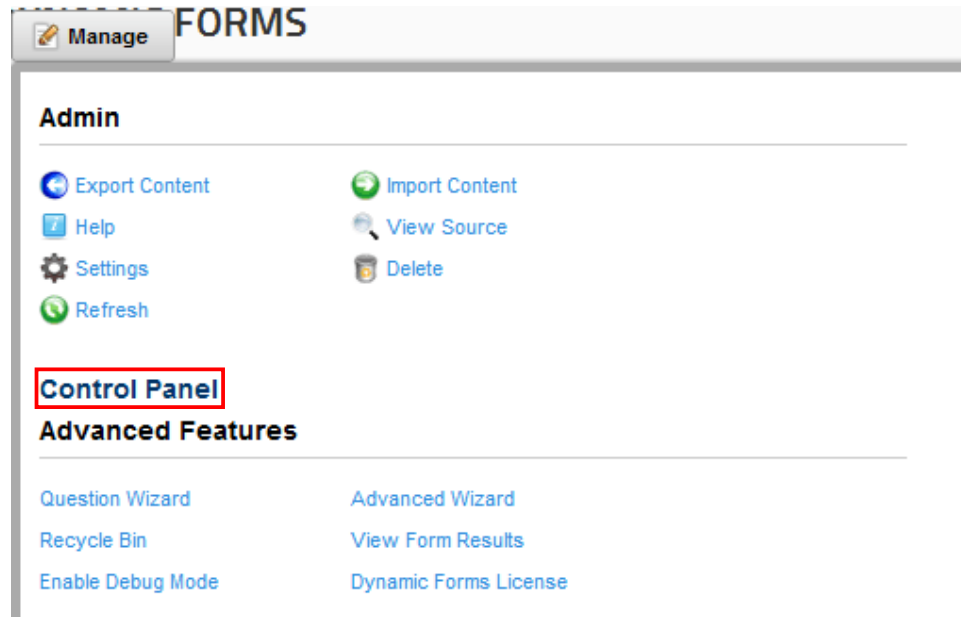 FORMS
Manage
Admin
Export Content Import Content
Help View Source
Settings Delete
Refresh
Control Panel
Advanced Features
Question Wizard Advanced Wizard
Recycle Bin View Form Results
Enable Debug Mode Dynamic Forms License